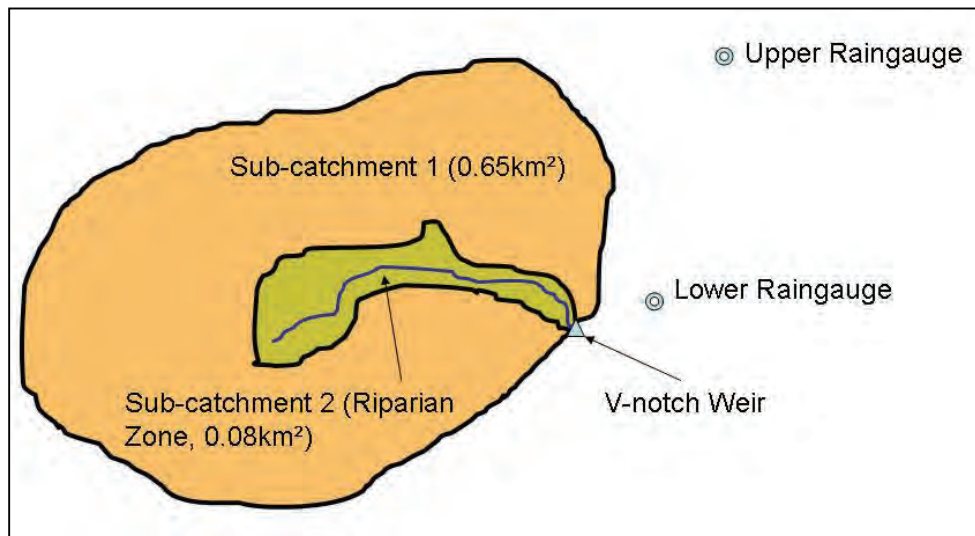 Upper Raingauge
Sub-catchment 1 (0.65km²)
Lower Raingauge
Sub-catchment 2 (Riparian
Zone, 0.08km²)
V-notch Weir